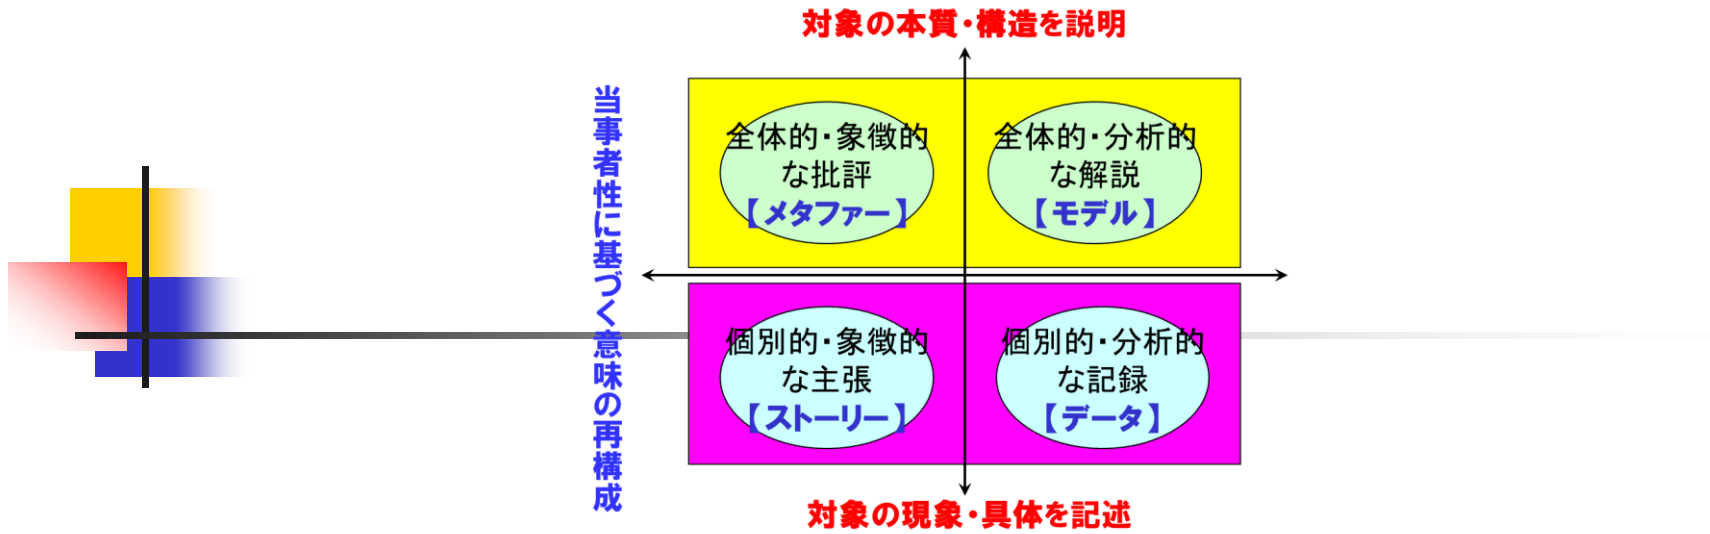 対象の本質・構造を説明
当事者性に基づく意味の再構成
全体的・象徴的
な批評
【メタファー】
全体的・分析的
な解説
【モデル】
個別的・象徴的
な主張
【ストーリー】
個別的・分析的
な記録
【データ】
対象の現象・具体を記述